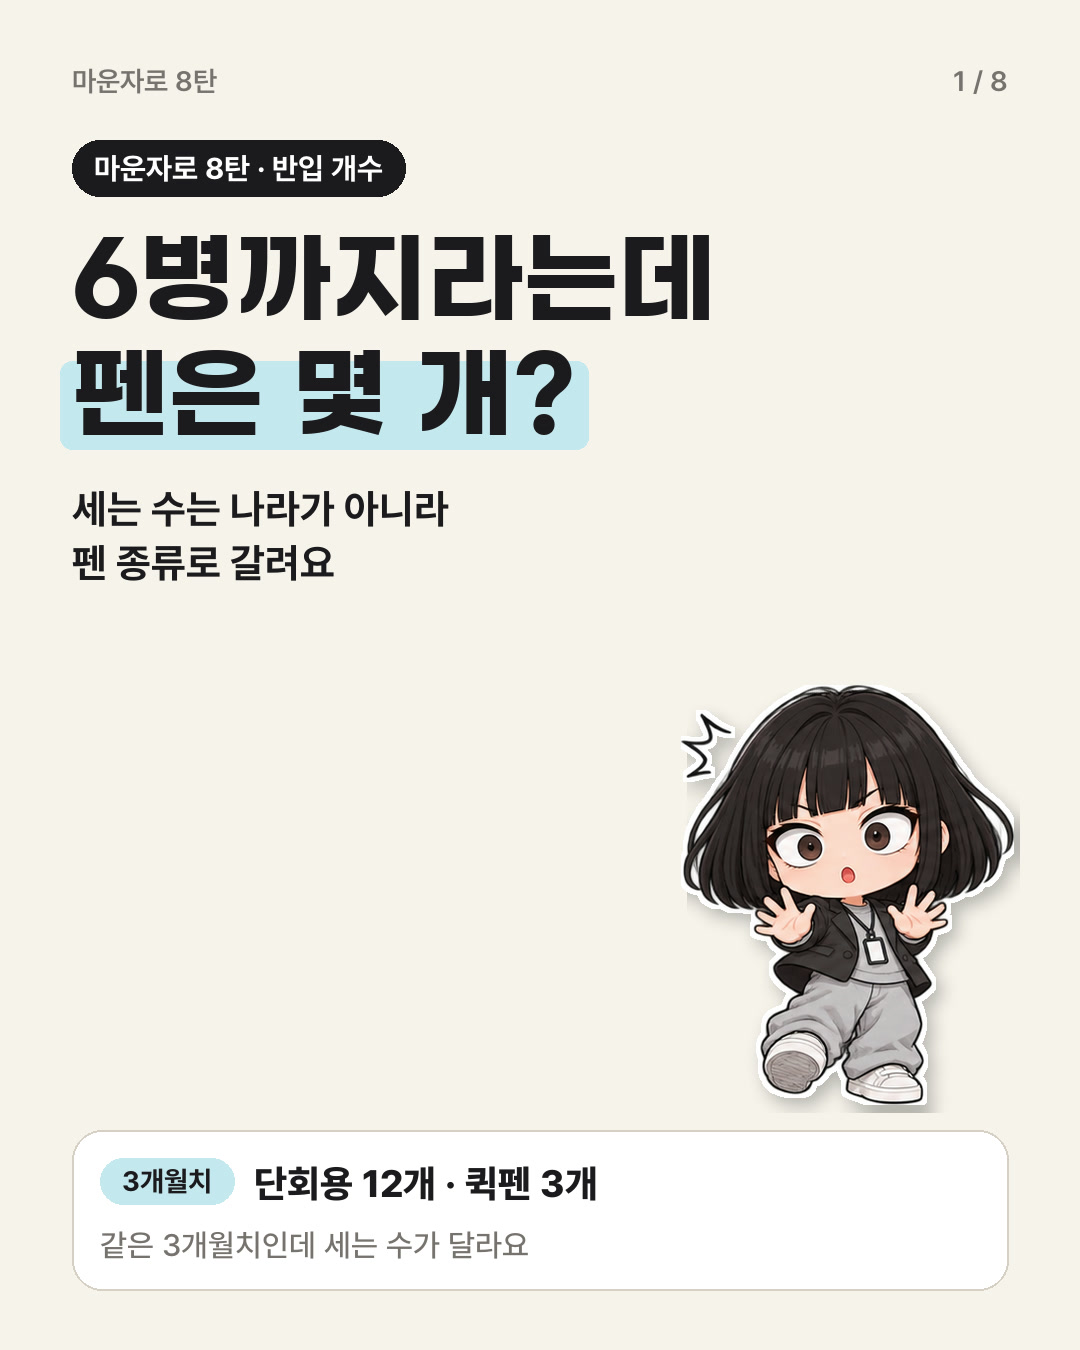 마운자로 8탄
1 / 8
마운자로 8탄 · 반입 개수
6병까지라는데
펜은 몇 개?
세는 수는 나라가 아니라
펜 종류로 갈려요
3개월치 단회용 12개 · 퀵펜 3개
같은 3개월치인데 세는 수가 달라요